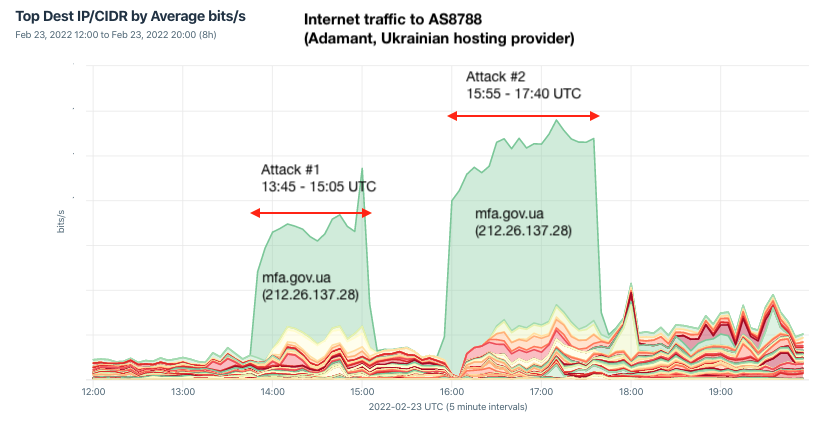 Top Dest IP/CIDR by Average bits/s
Feb 23, 2022 12:00 to Feb 23, 2022 20:00 (8h)
Internet traffic to AS8788
(Adamant, Ukrainian hosting provider)
Attack #2
15:55 - 17:40 UTC
Attack #1
13:45 - 15:05 UTC
mfa.gov.ua
(212.26.137.28)
mfa.gov.ua
(212.26.137.28)
bits/s
12:00 13:00 14:00 15:00 16:00 17:00 18:00 19:00
2022-02-23 UTC (5 minute intervals)